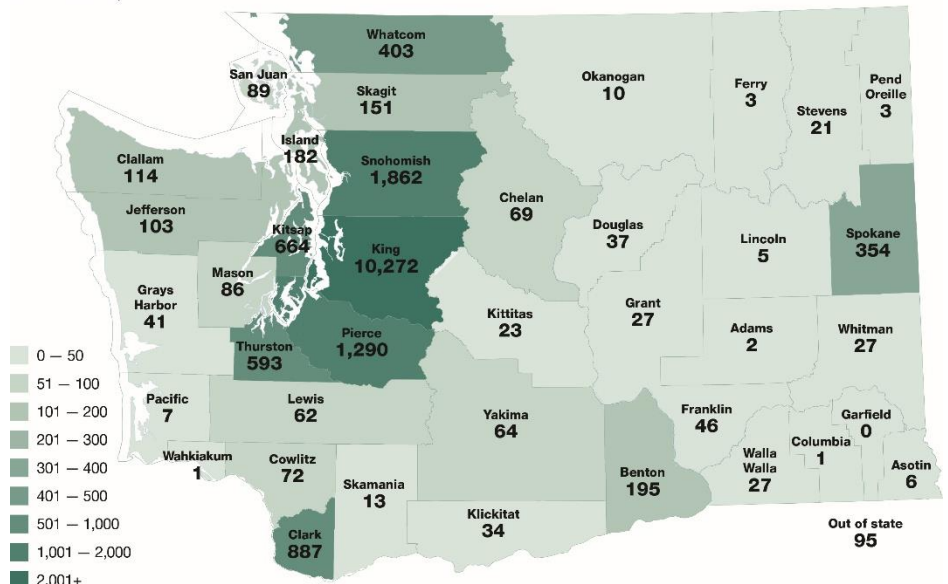 Whatcom
403
San Juan
89
Skagit
151
Okanogan
10
Ferry
3
Stevens
21
Pend
Oreille
3
Island
182
Clallam
114
Snohomish
1,862
Chelan
69
Jefferson
103
Kitsap
664
King
10,272
Douglas
37
Lincoln
5
Spokane
354
Mason
86
Grays
Harbor
41
Kittitas
23
Grant
27
Adams
2
Whitman
27
Thurston
593
Pierce
1,290
Pacific
7
Lewis
62
Yakima
64
Franklin
46
Garfield
0
Wahkiakum
1
Cowlitz
72
Skamania
13
Benton
195
Walla
Walla
27
Columbia
1
Asotin
6
Clark
887
Klickitat
34
Out of state
95
0 — 50
51 — 100
101 — 200
201 — 300
301 — 400
401 — 500
501 — 1,000
1,001 — 2,000
2,001+